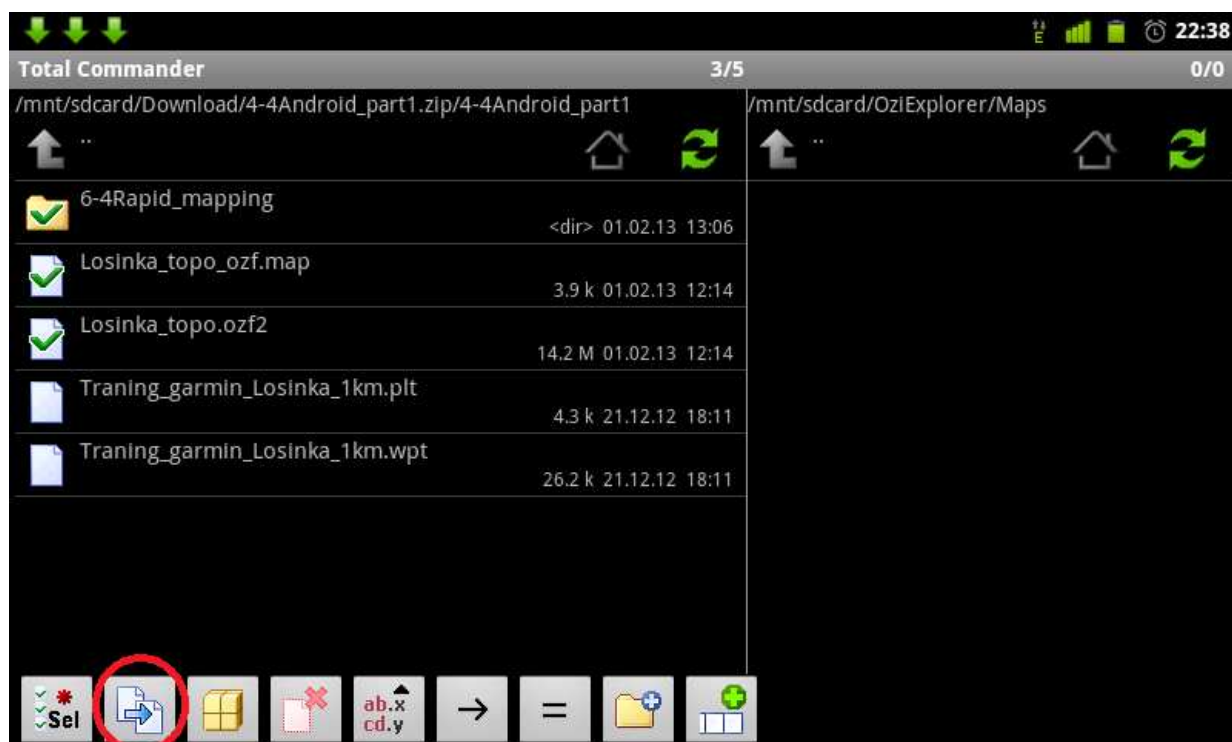 E 22:38
Total Commander 3/5 0/0
/mnt/sdcard/Download/4-4Android_part1.zip/4-4Android_part1 /mnt/sdcard/OziExplorer/Maps
.. ..
6-4Rapid_mapping
<dir> 01.02.13 13:06
Losinka_topo_ozf.map
3.9 k 01.02.13 12:14
Losinka_topo.ozf2
14.2 M 01.02.13 12:14
Traning_garmin_Losinka_1km.plt
4.3 k 21.12.12 18:11
Traning_garmin_Losinka_1km.wpt
26.2 k 21.12.12 18:11
* Sel ab.x → =
cd.y